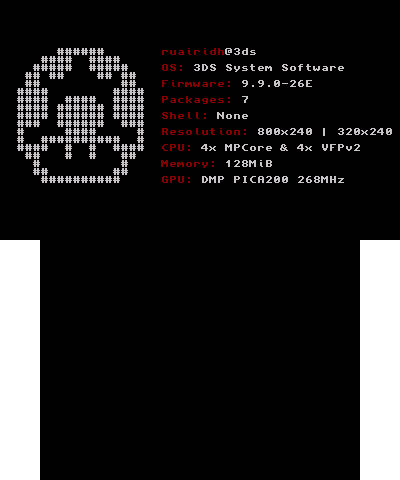 ruairidh@3ds
OS: 3DS System Software
Firmware: 9.9.0-26E
Packages: 7
Shell: None
Resolution: 800x240 | 320x240
CPU: 4x MPCore & 4x VFPv2
Memory: 128MiB
GPU: DMP PICA200 268MHz